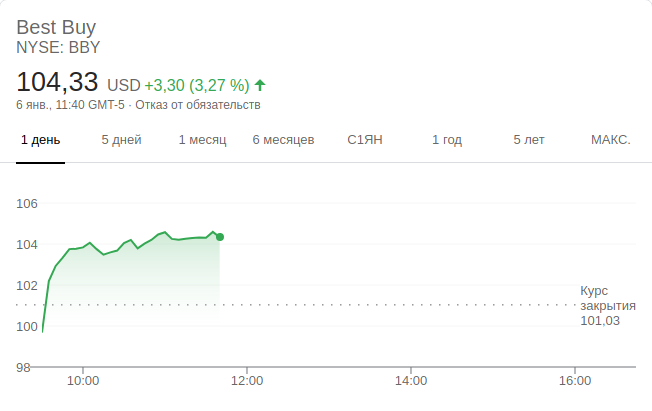 Best Buy
NYSE: BBY
104,33 USD +3,30 (3,27 %)
6 янв., 11:40 GMT-5 · Отказ от обязательств
1 день 5 дней 1 месяц 6 месяцев С1ЯН 1 год 5 лет МАКС.
106
104
102
100
98
Курс
закрытия
101,03
10:00 12:00 14:00 16:00